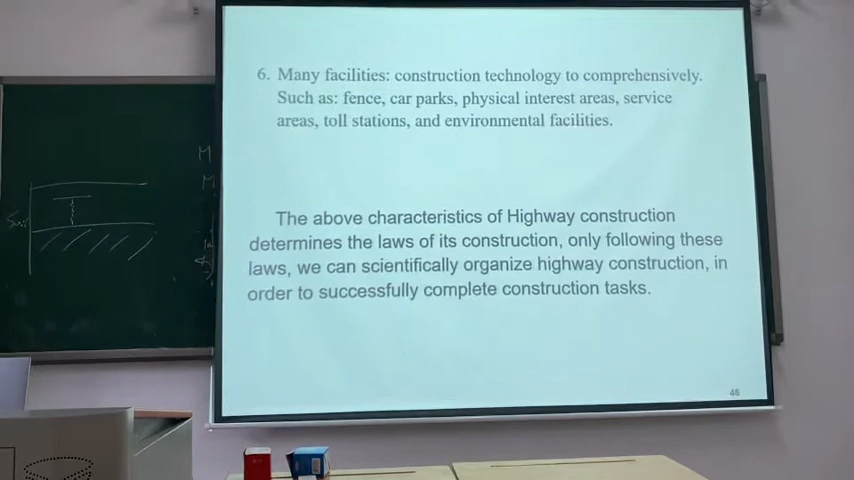 6. Many facilities: construction technology to comprehensively.
Such as: fence, car parks, physical interest areas, service
areas, toll stations, and environmental facilities.
The above characteristics of Highway construction
determines the laws of its construction, only following these
laws, we can scientifically organize highway construction, in
order to successfully complete construction tasks.
46
M
M